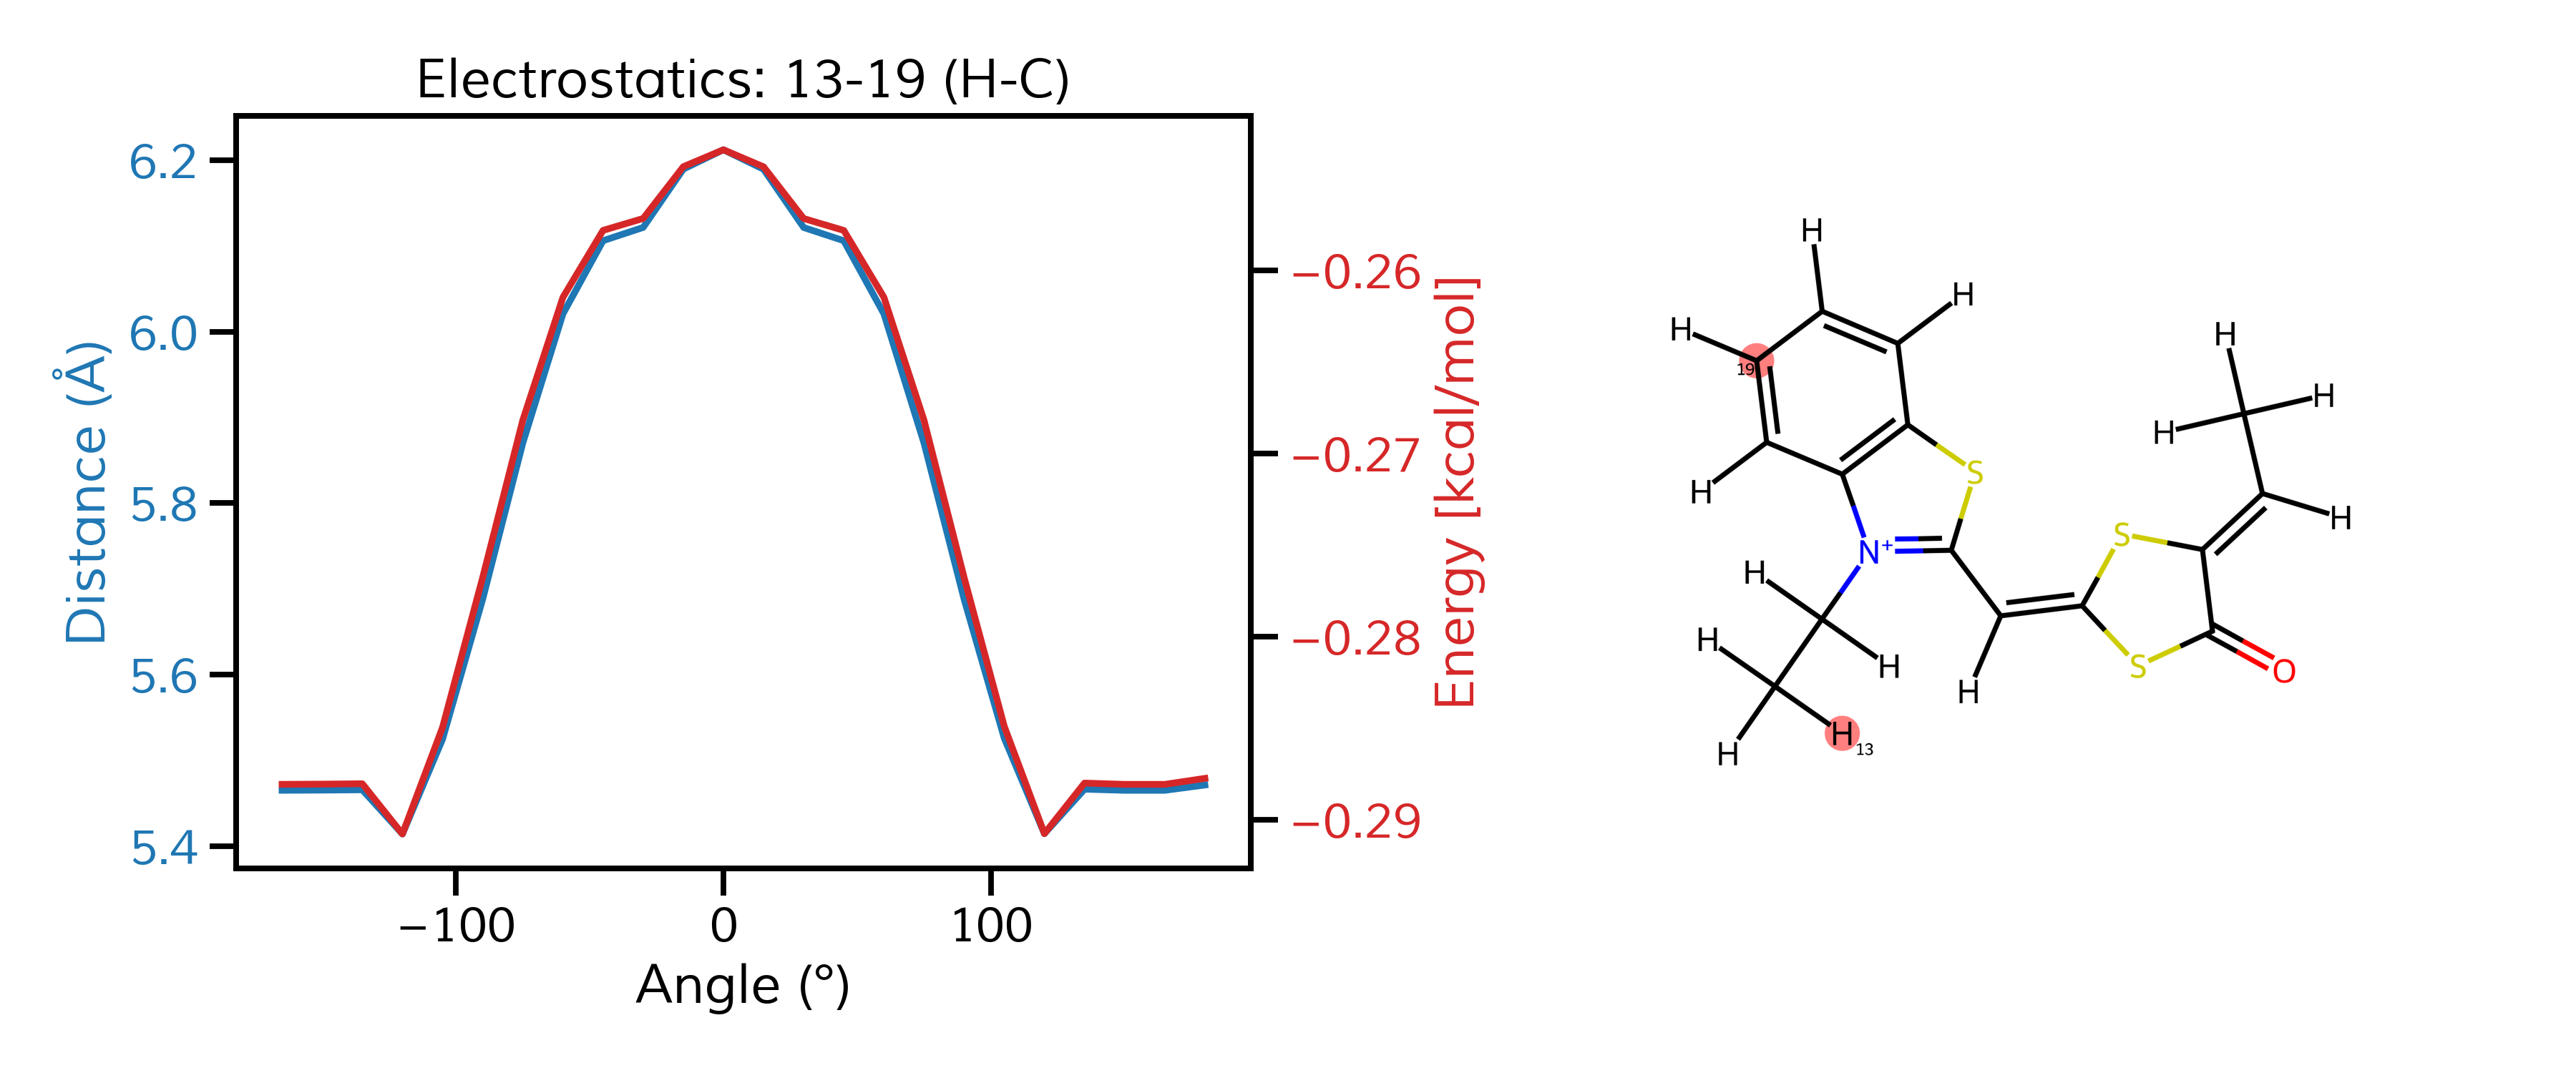 Electrostatics: 13-19 (H-C)
Distance (Å)
6.2
6.0
5.8
5.6
5.4
−100
0
100
Angle (°)
−0.26
−0.27
−0.28
−0.29
Energy [kcal/mol]
H
H
H
19
H
S
N+
H
H
H
H
H 13
H
S
S
O
H
H
H
H